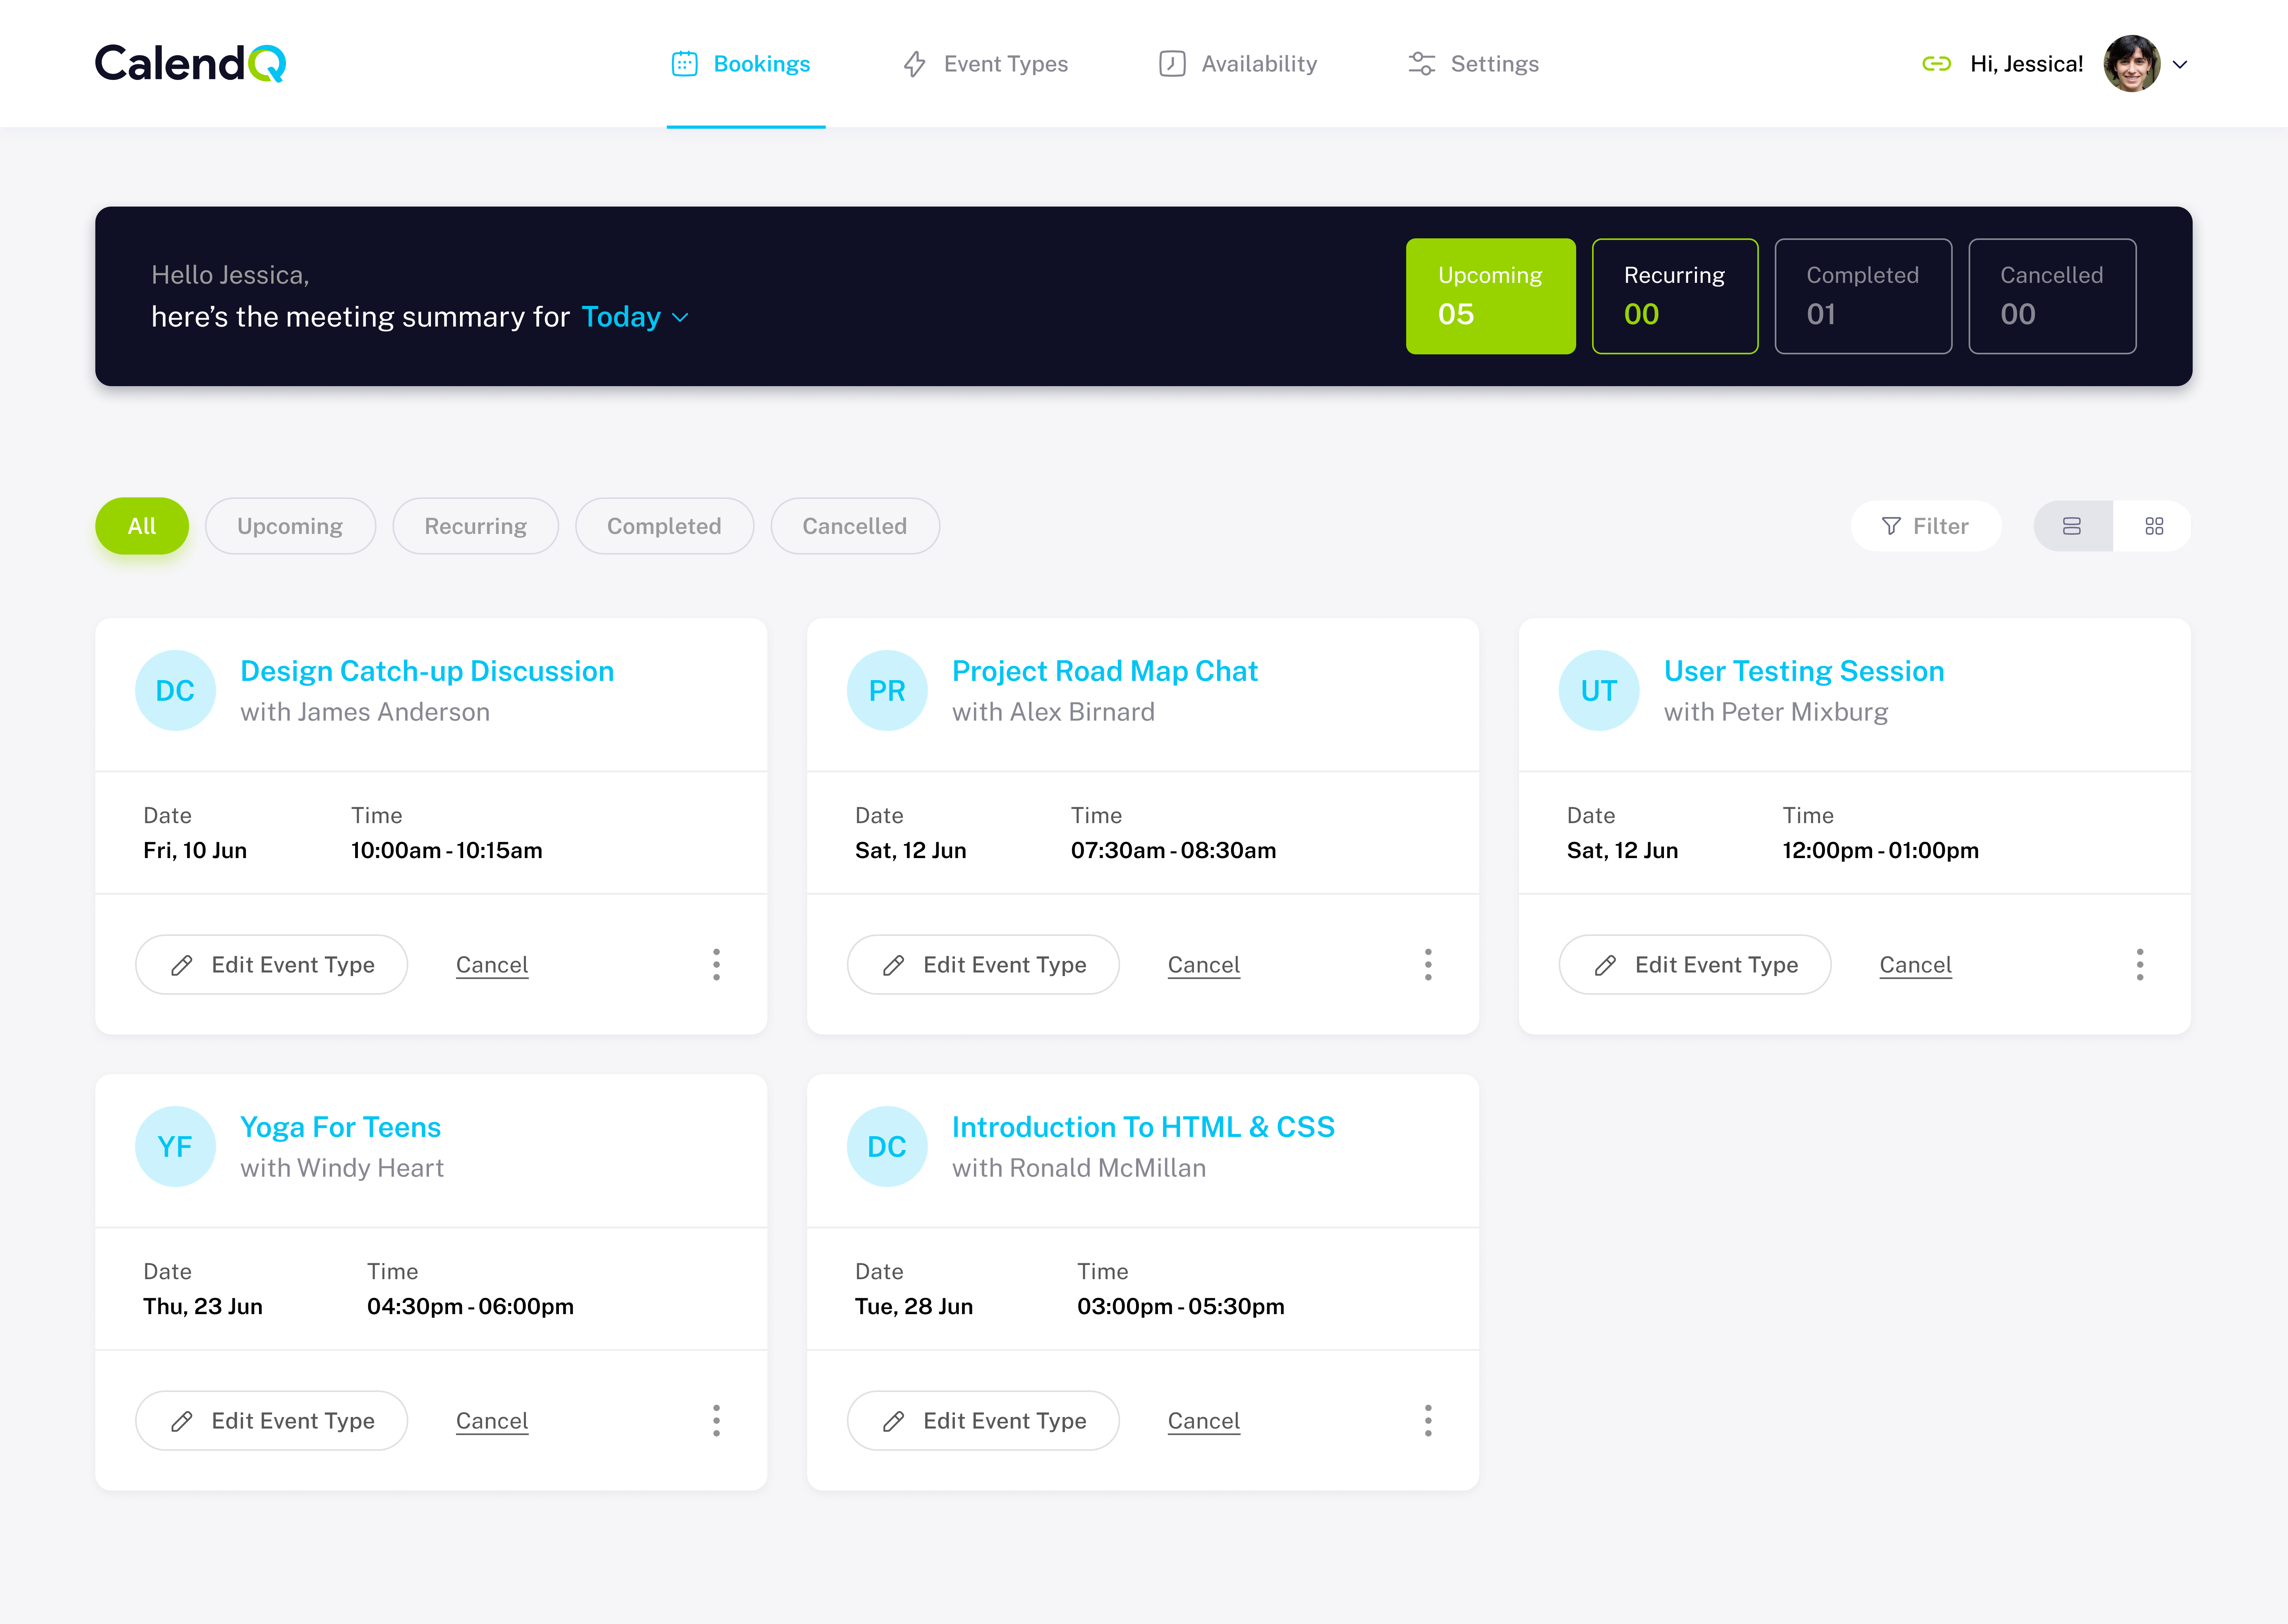 CalendQ
Bookings
Event Types
Availability
Settings
Hi, Jessica!
Hello Jessica,
here’s the meeting summary for Today
Upcoming
05
Recurring
00
Completed
01
Cancelled
00
All
Upcoming
Recurring
Completed
Cancelled
Filter
DC
Design Catch-up Discussion
with James Anderson
Date
Fri, 10 Jun
Time
10:00am - 10:15am
Edit Event Type
Cancel
PR
Project Road Map Chat
with Alex Birnard
Date
Sat, 12 Jun
Time
07:30am - 08:30am
Edit Event Type
Cancel
UT
User Testing Session
with Peter Mixburg
Date
Sat, 12 Jun
Time
12:00pm - 01:00pm
Edit Event Type
Cancel
YF
Yoga For Teens
with Windy Heart
Date
Thu, 23 Jun
Time
04:30pm - 06:00pm
Edit Event Type
Cancel
DC
Introduction To HTML & CSS
with Ronald McMillan
Date
Tue, 28 Jun
Time
03:00pm - 05:30pm
Edit Event Type
Cancel